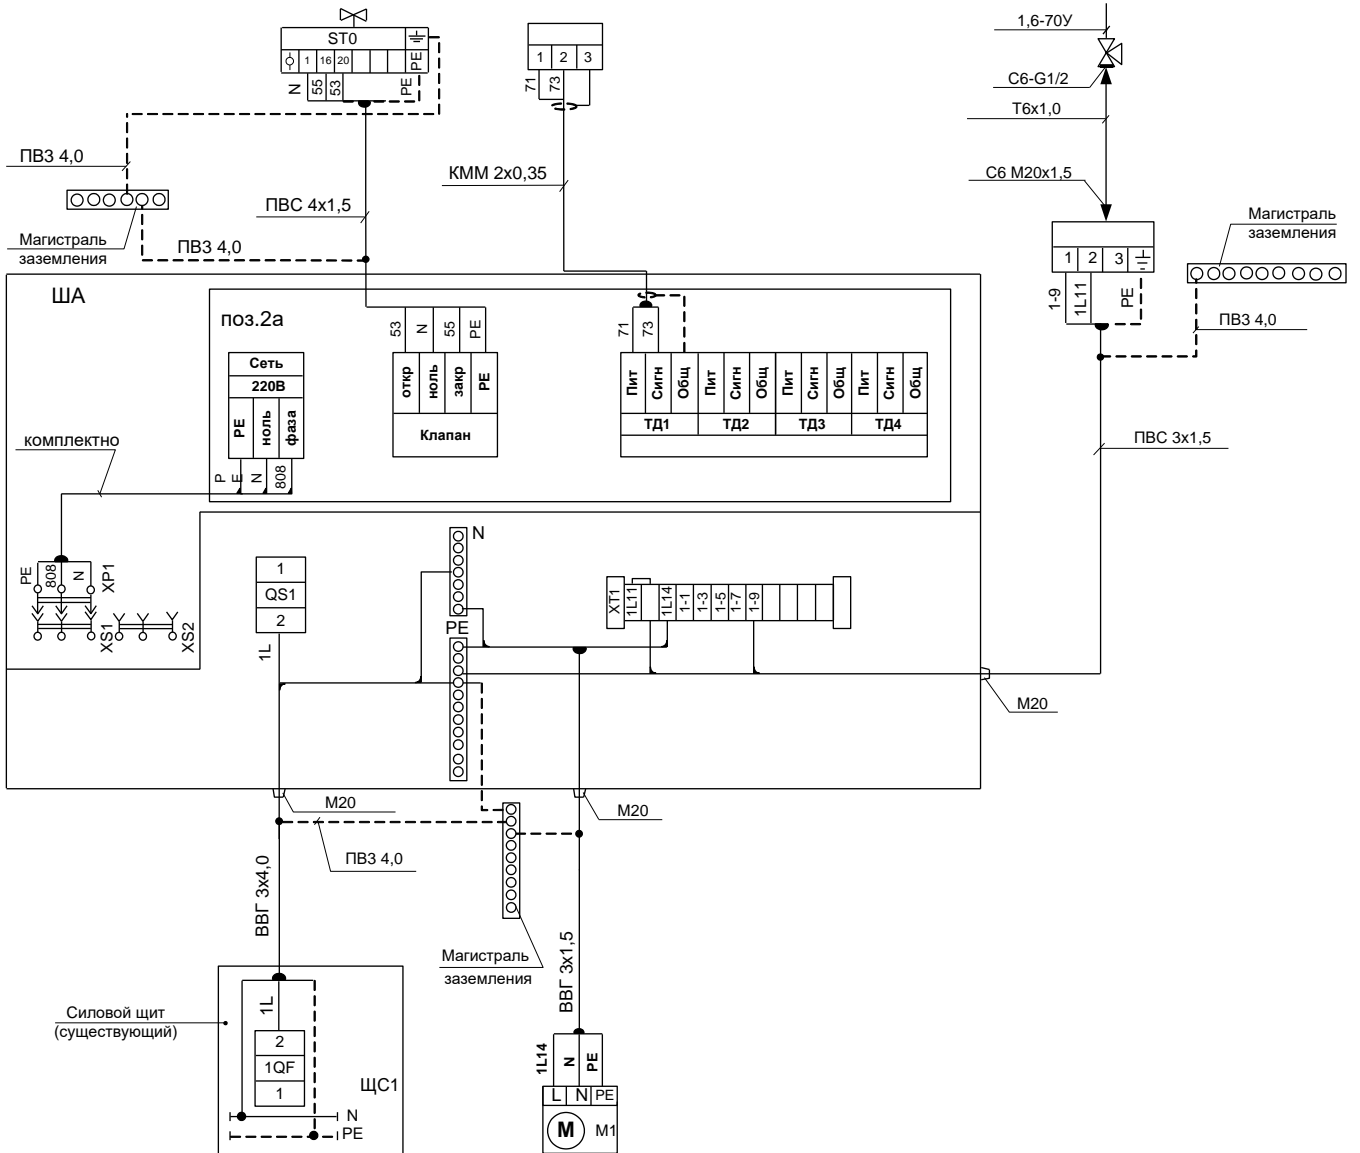 ST0
1 16 20
PE
N 55 53 PE
1 2 3
71 73
1,6-70У
С6-G1/2
Т6х1,0
С6 М20х1,5
ПВ3 4,0
КММ 2х0,35
ПВС 4х1,5
Магистраль
заземления
ПВ3 4,0
Магистраль
заземления
1 2 3
1-9 1L11 PE
ПВ3 4,0
ША
поз.2а
53 N 55 PE
71 73
Сеть
220В
PE ноль фаза
P E N 808
откр ноль закр PE
Клапан
Пит Сигн Общ Пит Сигн Общ Пит Сигн Общ Пит Сигн Общ
ТД1 ТД2 ТД3 ТД4
комплектно
ПВС 3х1,5
PE 808 N XP1
XS1 XS2
1
QS1
2
1L
N
PE
XT1 1L11 1L14 1-1 1-3 1-5 1-7 1-9
М20
М20
М20
ПВ3 4,0
ВВГ 3х4,0
Магистраль
заземления
ВВГ 3х1,5
Силовой щит
(существующий)
1L
2
1QF
1
ЩС1
N
PE
1L14 N PE
L N PE
M M1